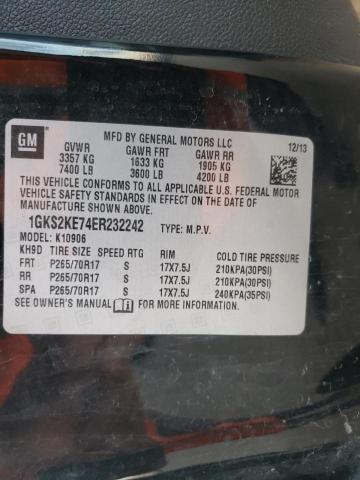 GM
MFD BY GENERAL MOTORS LLC 12/13
GVWR GAWR FRT GAWR RR
3357 KG 1633 KG 1905 KG
7400 LB 3600 LB 4200 LB
THIS VEHICLE CONFORMS TO ALL APPLICABLE U.S. FEDERAL MOTOR
VEHICLE SAFETY STANDARDS IN EFFECT ON THE DATE OF
MANUFACTURE SHOWN ABOVE.
1GKS2KE74ER232242 TYPE: M.P.V.
MODEL: K10906
KH9D TIRE SIZE SPEED RTG RIM COLD TIRE PRESSURE
FRT P265/70R17 S 17X7.5J 210KPA(30PSI)
RR P265/70R17 S 17X7.5J 210KPA(30PSI)
SPA P265/70R17 S 17X7.5J 240KPA(35PSI)
SEE OWNER'S MANUAL FOR MORE INFORMATION.